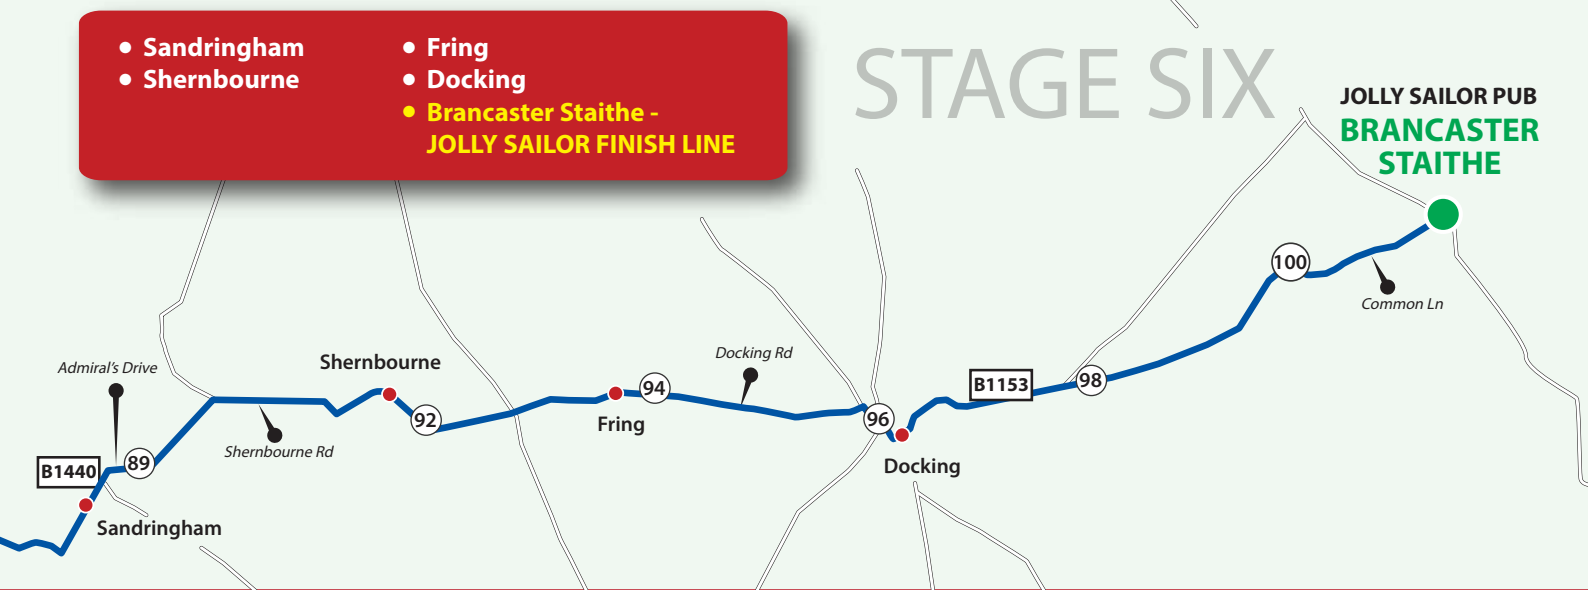 Sandringham
Shernbourne
Fring
Docking
Brancaster Staithe -
JOLLY SAILOR FINISH LINE
STAGE SIX
JOLLY SAILOR PUB
BRANCASTER
STAITHE
100
Common Ln
Docking Rd
Shernbourne
Admiral's Drive
B1153
98
94
Fring
96
92
Docking
Shernbourne Rd
89
B1440
Sandringham